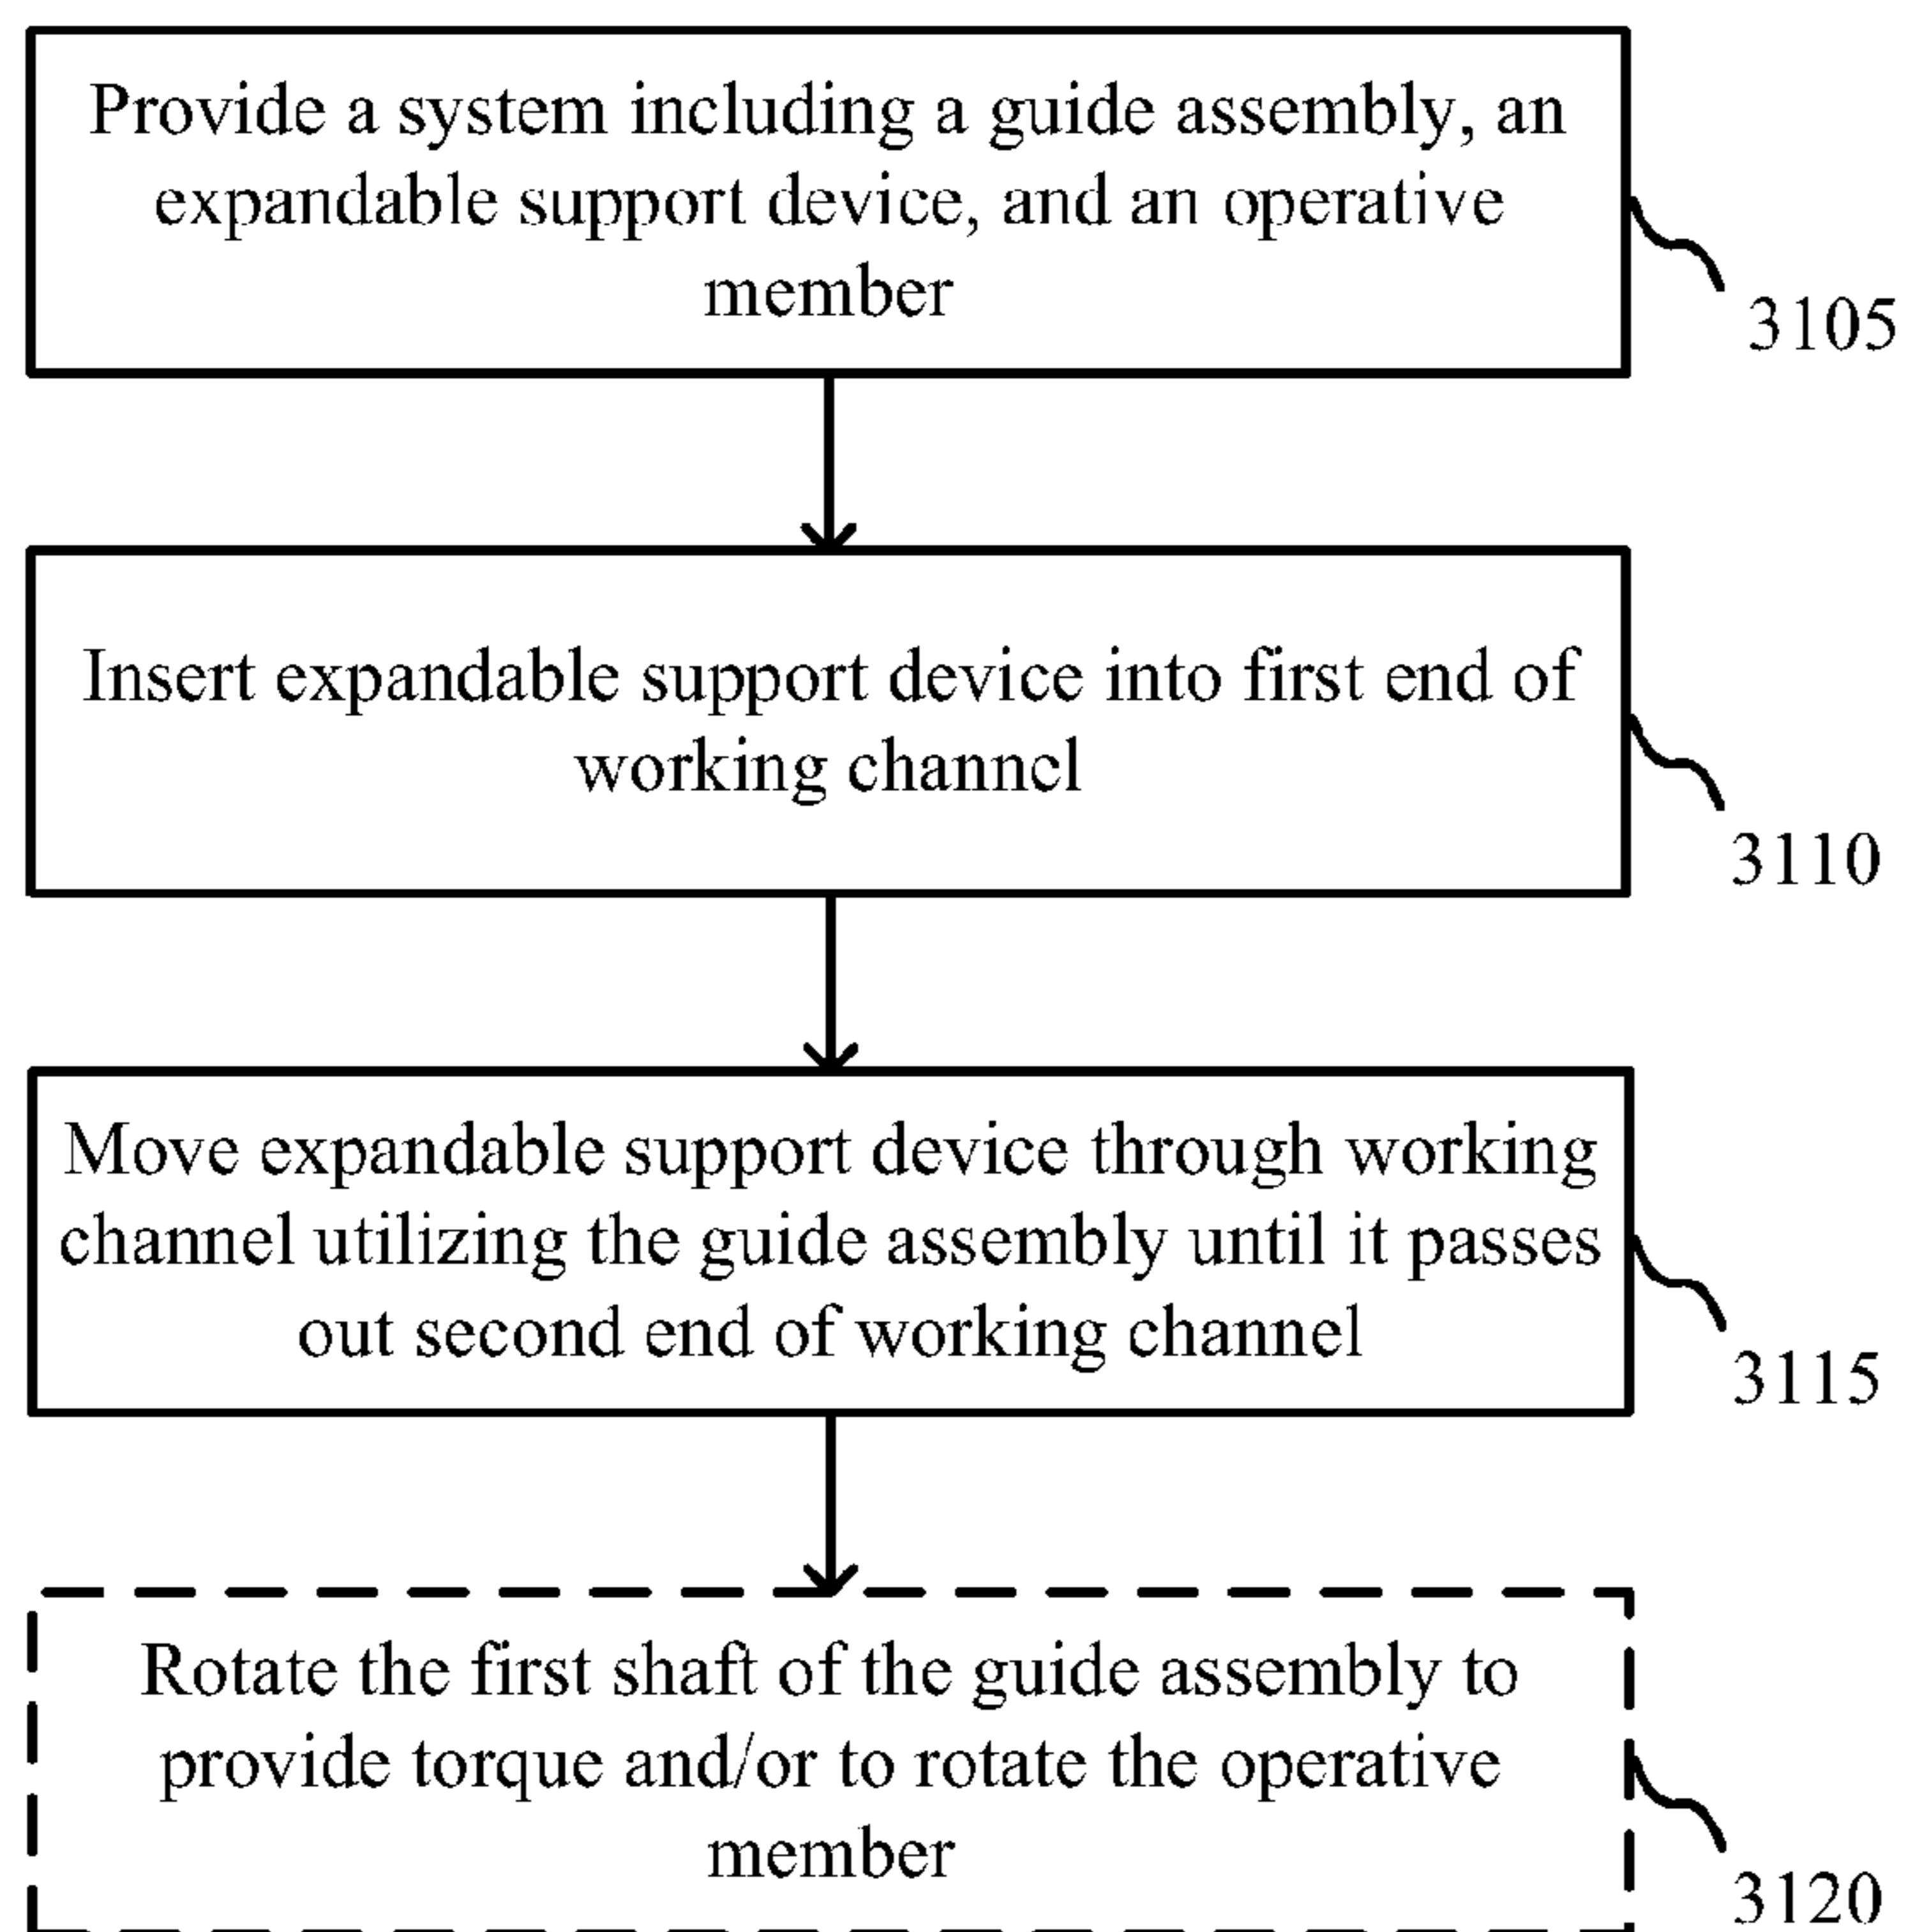 Provide a system including a guide assembly, an
expandable support device, and an operative
member
3105
Insert expandable support device into first end of
working channel
3110
Move expandable support device through working
channel utilizing the guide assembly until it passes
out second end of working channel
3115
Rotate the first shaft of the guide assembly to
provide torque and/or to rotate the operative
member
3120